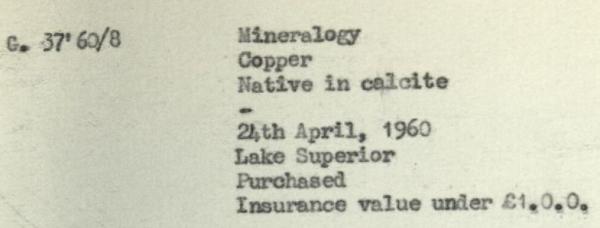 G. 37'60/8
Mineralogy
Copper
Native in calcite
-
24th April, 1960
Lake Superior
Purchased
Insurance value under £1.0.0.